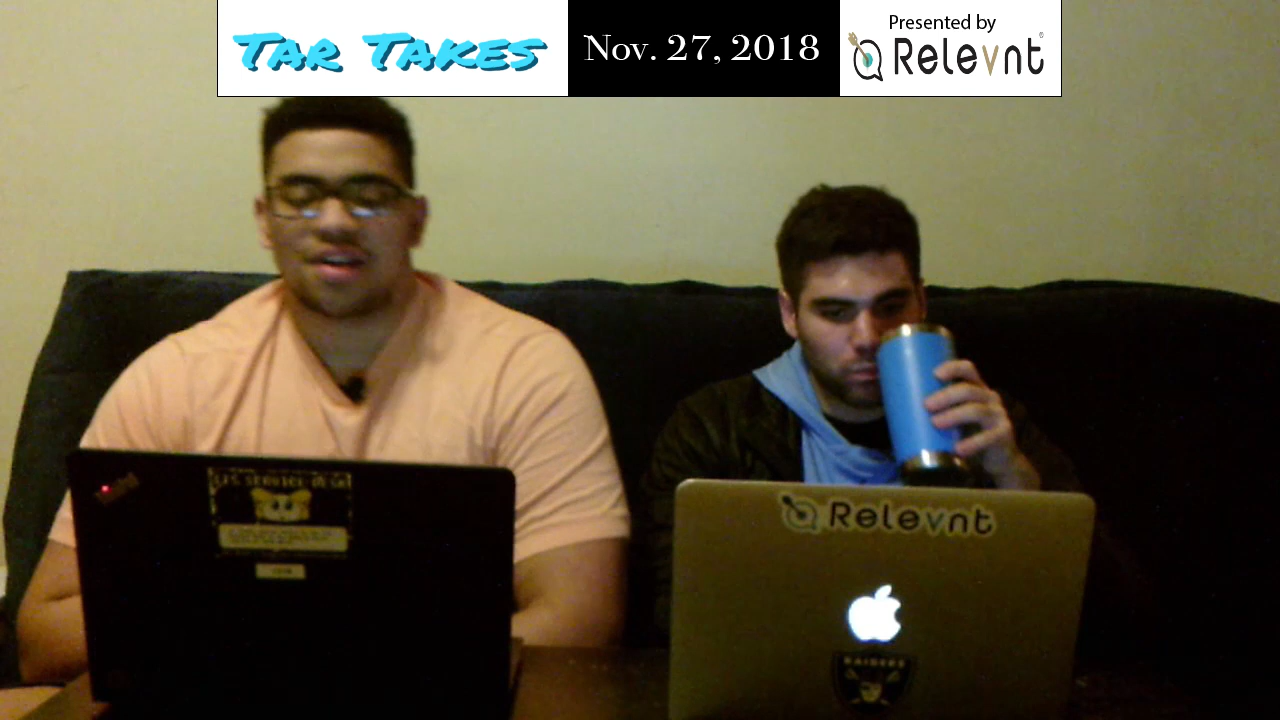 Tar Takes
Nov. 27, 2018
Presented by
Relevnt
Relevnt
RAIDERS